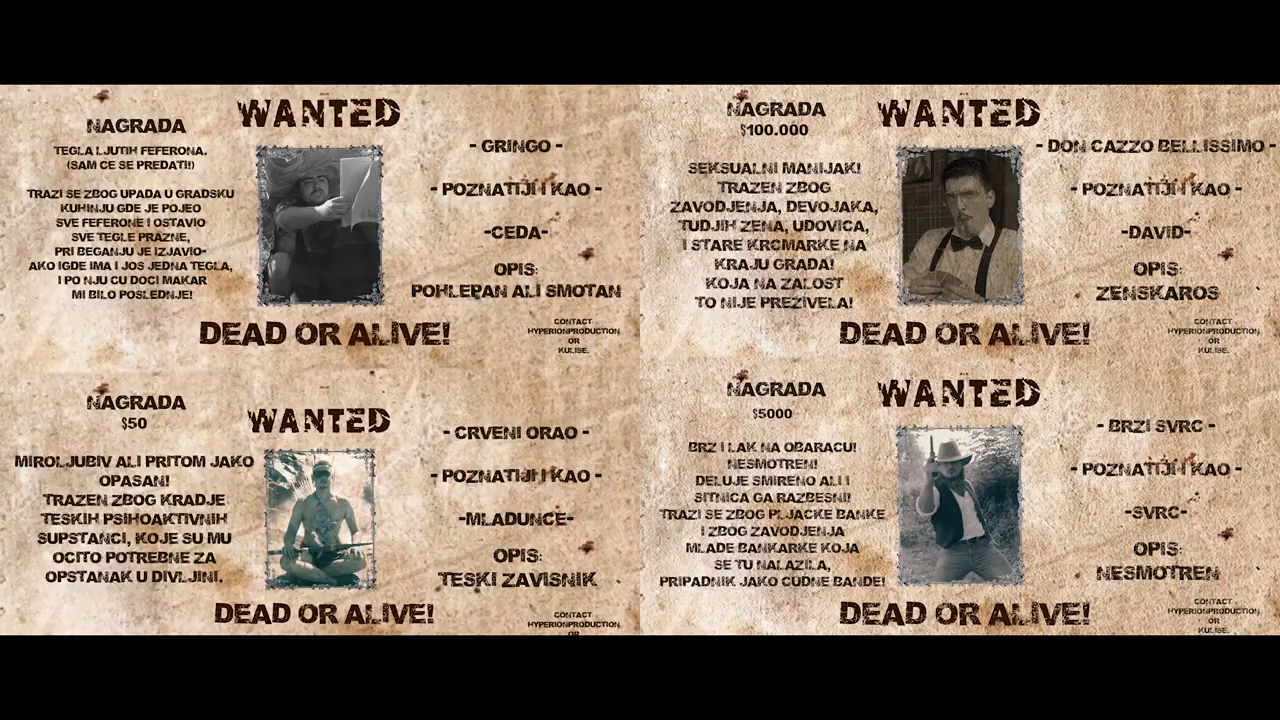 NAGRADA
TEGLA LJUTIH FEFERONA.
(SAM CE SE PREDATI!)
TRAZI SE ZBOG UPADA U GRADSKU
KUHINJU GDE JE POJEO
SVE FEFERONE I OSTAVIO
SVE TEGLE PRAZNE,
PRI BEGANJU JE IZJAVIO-
AKO IGDE IMA I JOS JEDNA TEGLA,
I PO NJU CU DOCI MAKAR
MI BILO POSLEDNJE!
WANTED
- GRINGO -
- POZNATIJI KAO -
-CEDA-
OPIS:
POHLEPAN ALI SMOTAN
DEAD OR ALIVE!
CONTACT
HYPERIONPRODUCTION
OR
KULISE.
NAGRADA
$100.000
SEKSUALNI MANIJAK!
TRAZEN ZBOG
ZAVODJENJA, DEVOJAKA,
TUDJIH ZENA, UDOVICA,
I STARE KRCMARKE NA
KRAJU GRADA!
KOJA NA ZALOST
TO NIJE PREZIVELA!
WANTED
- DON CAZZO BELLISSIMO -
- POZNATIJI KAO -
-DAVID-
OPIS:
ZENSKAROS
DEAD OR ALIVE!
CONTACT
HYPERIONPRODUCTION
OR
KULISE.
NAGRADA
$50
MIROLJUBIV ALI PRITOM JAKO
OPASAN!
TRAZEN ZBOG KRADJE
TESKIH PSIHOAKTIVNIH
SUPSTANCI, KOJE SU MU
OCITO POTREBNE ZA
OPSTANAK U DIVLJINI.
WANTED
- CRVENI ORAO -
- POZNATIJI KAO -
-MLADUNCE-
OPIS:
TESKI ZAVISNIK
DEAD OR ALIVE!
CONTACT
HYPERIONPRODUCTION
OR
NAGRADA
$5000
BRZ I LAK NA OBARACU!
NESMOTREN!
DELUJE SMIRENO ALI I
SITNICA GA RAZBESNI!
TRAZI SE ZBOG PLJACKE BANKE
I ZBOG ZAVODJENJA
MLADE BANKARKE KOJA
SE TU NALAZILA,
PRIPADNIK JAKO CUDNE BANDE!
WANTED
- BRZI SVRC -
- POZNATIJI KAO -
-SVRC-
OPIS:
NESMOTREN
DEAD OR ALIVE!
CONTACT
HYPERIONPRODUCTION
OR
KULISE.